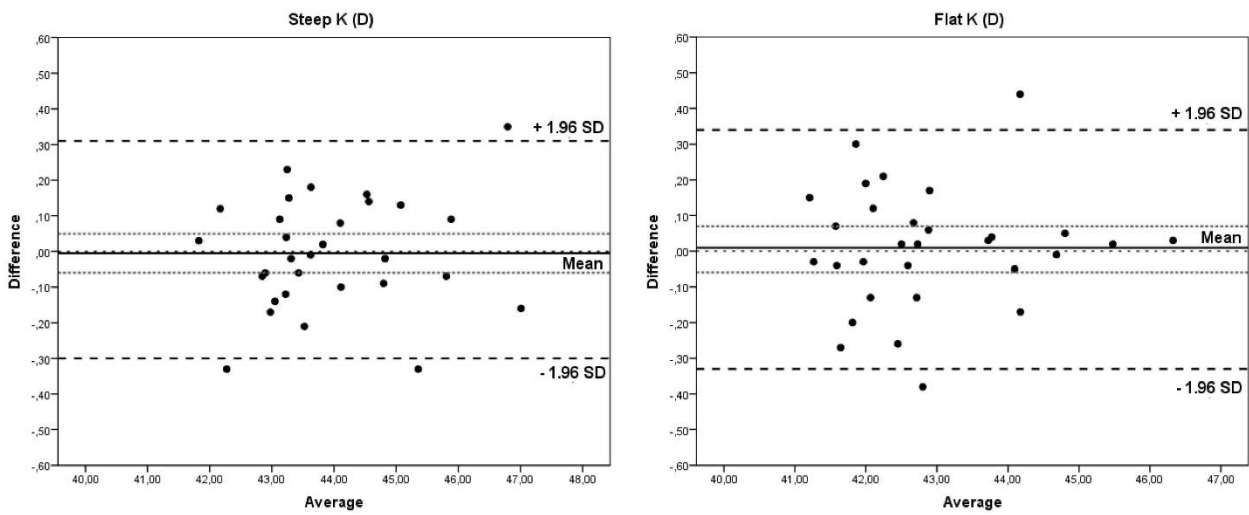 Steep K (D)
,60
,50
,40
,30
,20
,10
,00
-,10
-,20
-,30
-,40
-,50
-,60
Difference
+ 1.96 SD
Mean
- 1.96 SD
40,00 41,00 42,00 43,00 44,00 45,00 46,00 47,00 48,00
Average
Flat K (D)
,60
,50
,40
,30
,20
,10
,00
-,10
-,20
-,30
-,40
-,50
-,60
Difference
+ 1.96 SD
Mean
- 1.96 SD
40,00 41,00 42,00 43,00 44,00 45,00 46,00 47,00
Average